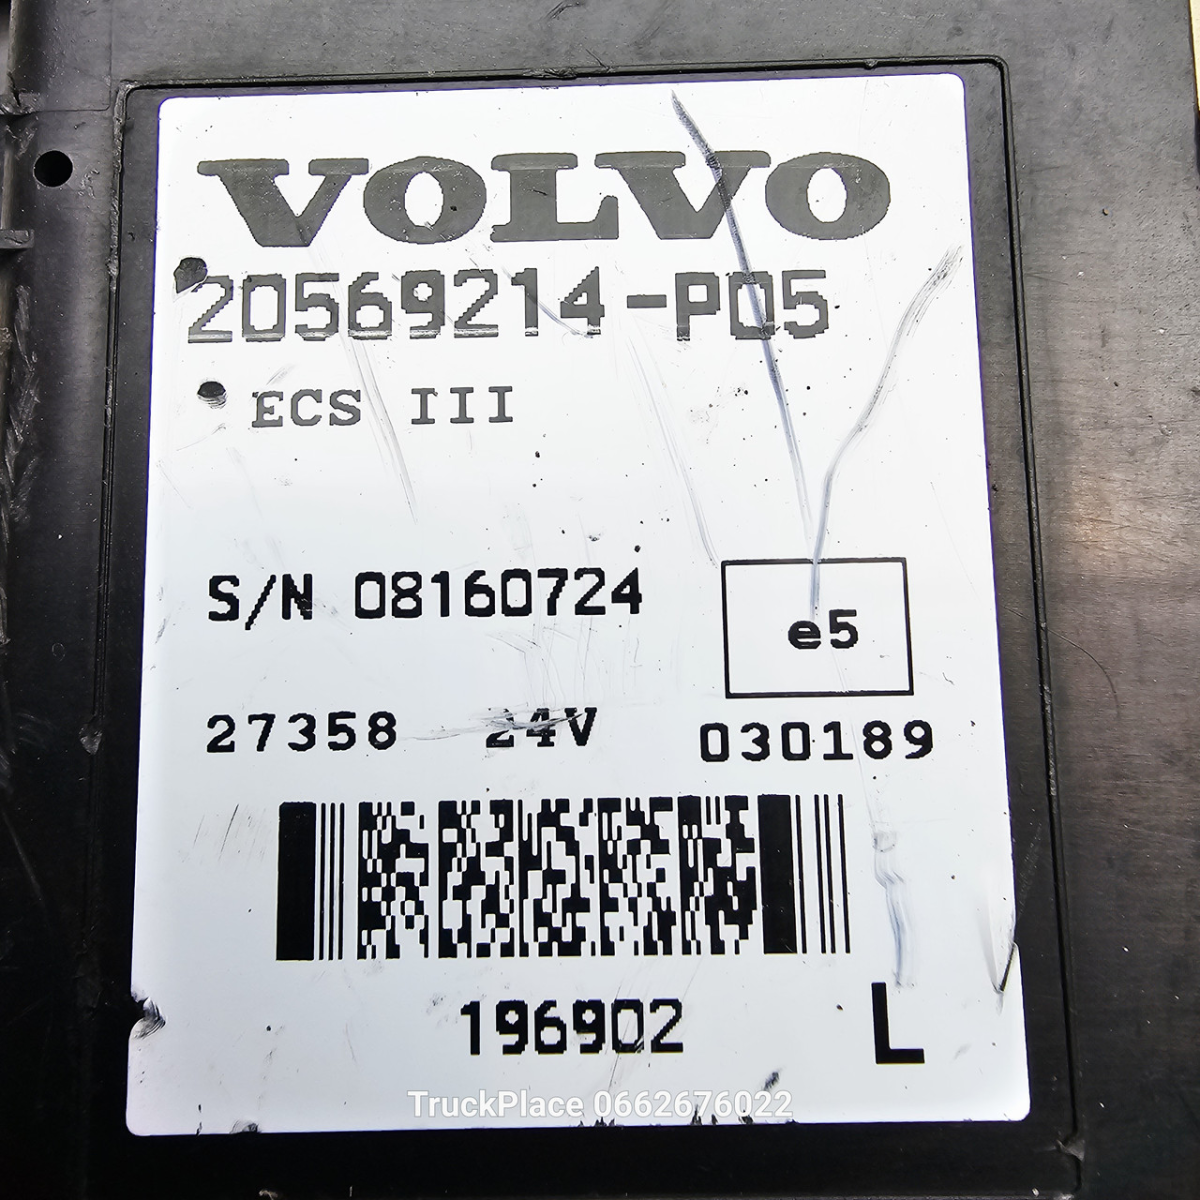 VOLVO
20569214-P05
ECS III
S/N 08160724
e5
27358 24V 030189
196902 L
TruckPlace 0662676022